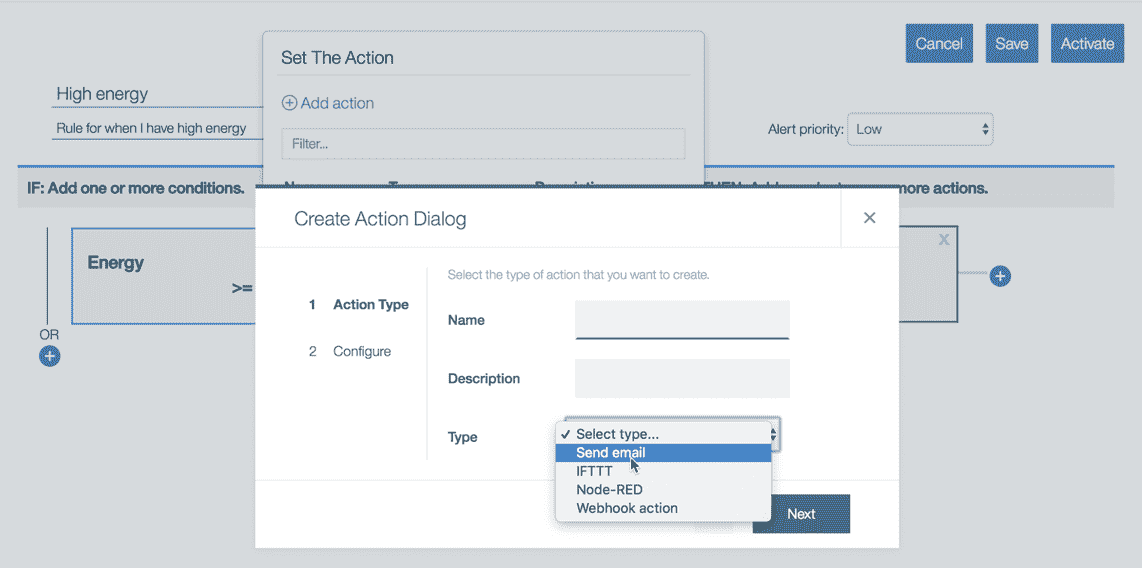 Set The Action
Cancel
Save
Activate
High energy
Add action
Rule for when I have high energy
Alert priority:
Low
Filter...
IF: Add one or more conditions.
more actions.
Create Action Dialog
Energy
>=
OR
Select the type of action that you want to create.
1 Action Type
2 Configure
Name
Description
Type
✓ Select type...
Send email
IFTTT
Node-RED
Webhook action
Next
X